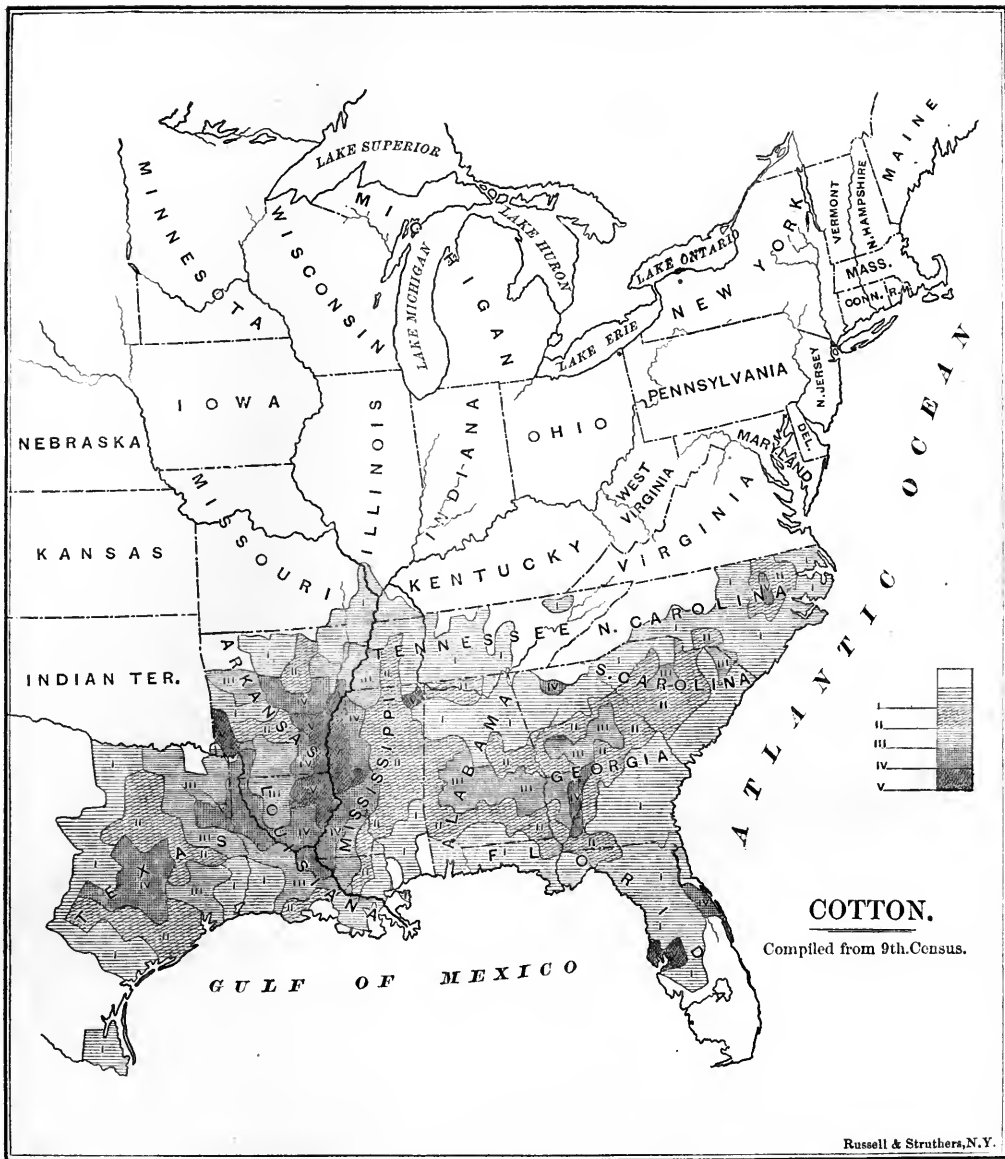 LAKE SUPERIOR
MAINE
MINNESOTA
WISCONSIN
MICHIGAN
LAKE HURON
LAKE MICHIGAN
LAKE ONTARIO
LAKE ERIE
NEW YORK
VERMONT
N. HAMPSHIRE
MASS.
CONN.
R.I.
IOWA
NEBRASKA
ILLINOIS
INDIANA
OHIO
PENNSYLVANIA
N. JERSEY
MARYLAND
DEL.
WEST VIRGINIA
VIRGINIA
KANSAS
MISSOURI
KENTUCKY
INDIAN TER.
ARKANSAS
TENNESSEE
N. CAROLINA
S. CAROLINA
MISSISSIPPI
ALABAMA
GEORGIA
LOUISIANA
TEXAS
FLORIDA
ATLANTIC OCEAN
GULF OF MEXICO
I
II
III
IV
V
COTTON.
Compiled from 9th.Census.
Russell & Struthers,N.Y.